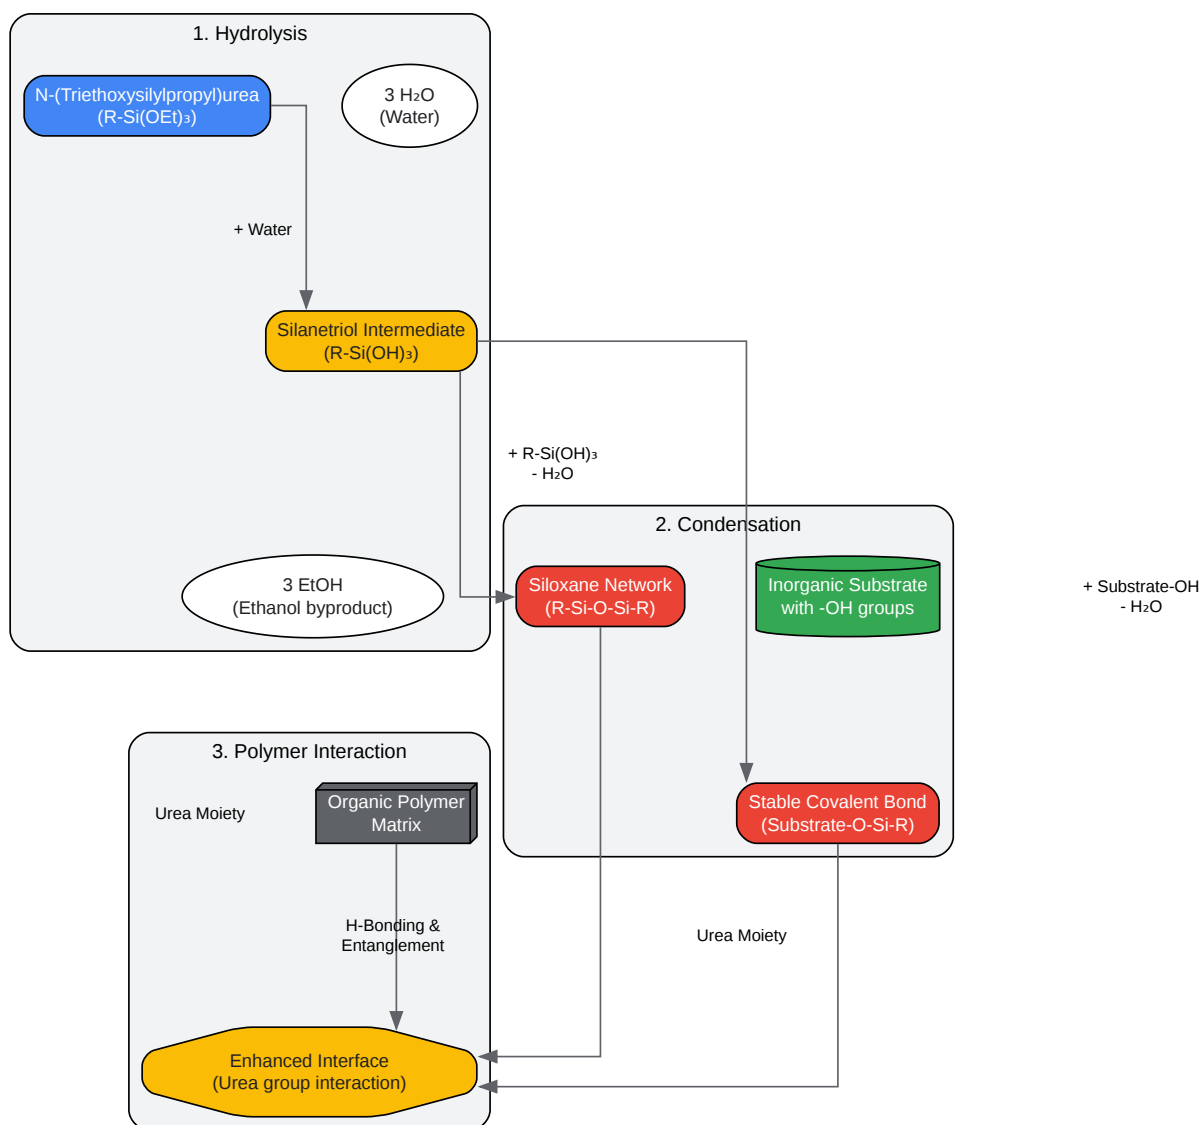 1. Hydrolysis
N-(Triethoxysilylpropyl)urea
(R-Si(OEt)₃)
3 H₂O
(Water)
+ Water
Silanetriol Intermediate
(R-Si(OH)₃)
+ R-Si(OH)₃
- H₂O
3 EtOH
(Ethanol byproduct)
2. Condensation
Siloxane Network
(R-Si-O-Si-R)
Inorganic Substrate
with -OH groups
+ Substrate-OH
- H₂O
Stable Covalent Bond
(Substrate-O-Si-R)
3. Polymer Interaction
Urea Moiety
Organic Polymer
Matrix
H-Bonding &
Entanglement
Urea Moiety
Enhanced Interface
(Urea group interaction)